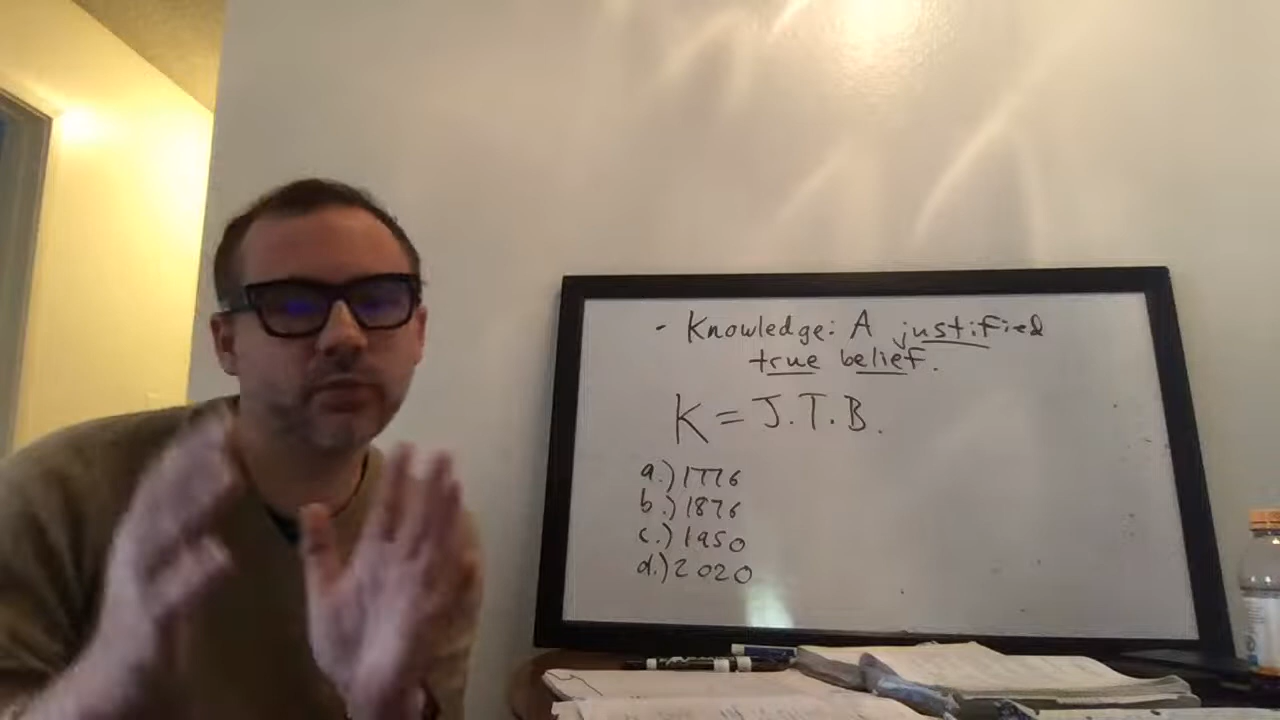 - Knowledge: A justified
true belief.
K = J.T.B.
a.) 1776
b.) 1876
c.) 1950
d.) 2020